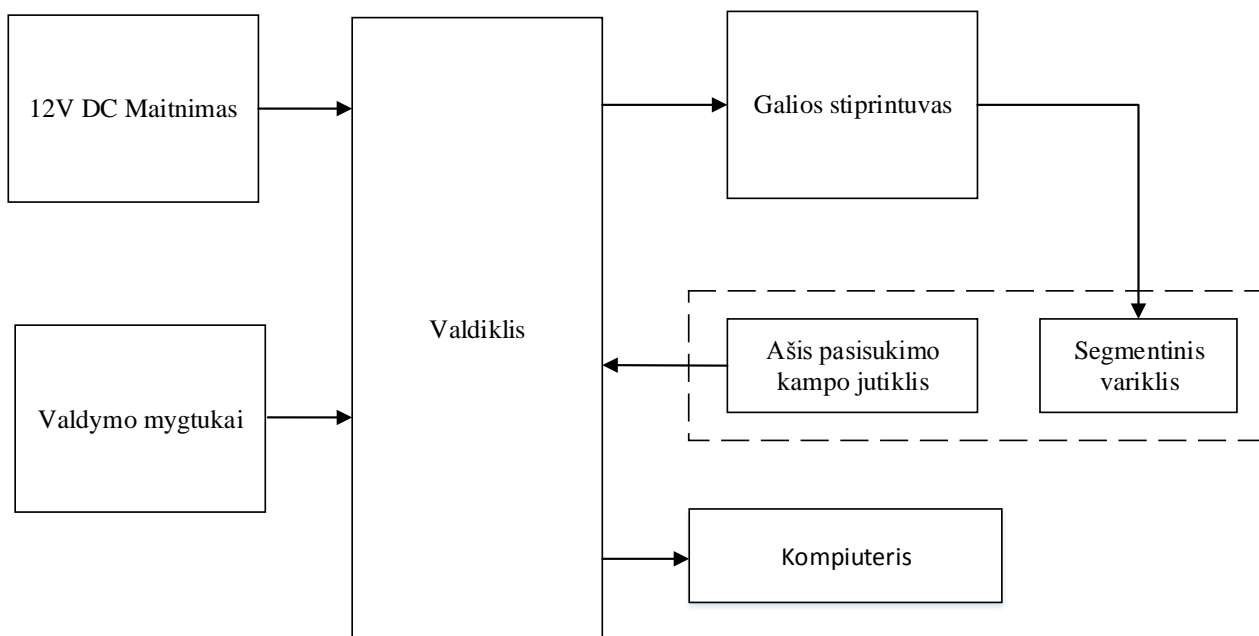 12V DC Maitnimas
Galios stiprintuvas
Valdiklis
Ašis pasisukimo
kampo jutiklis
Segmentinis
variklis
Valdymo mygtukai
Kompiuteris